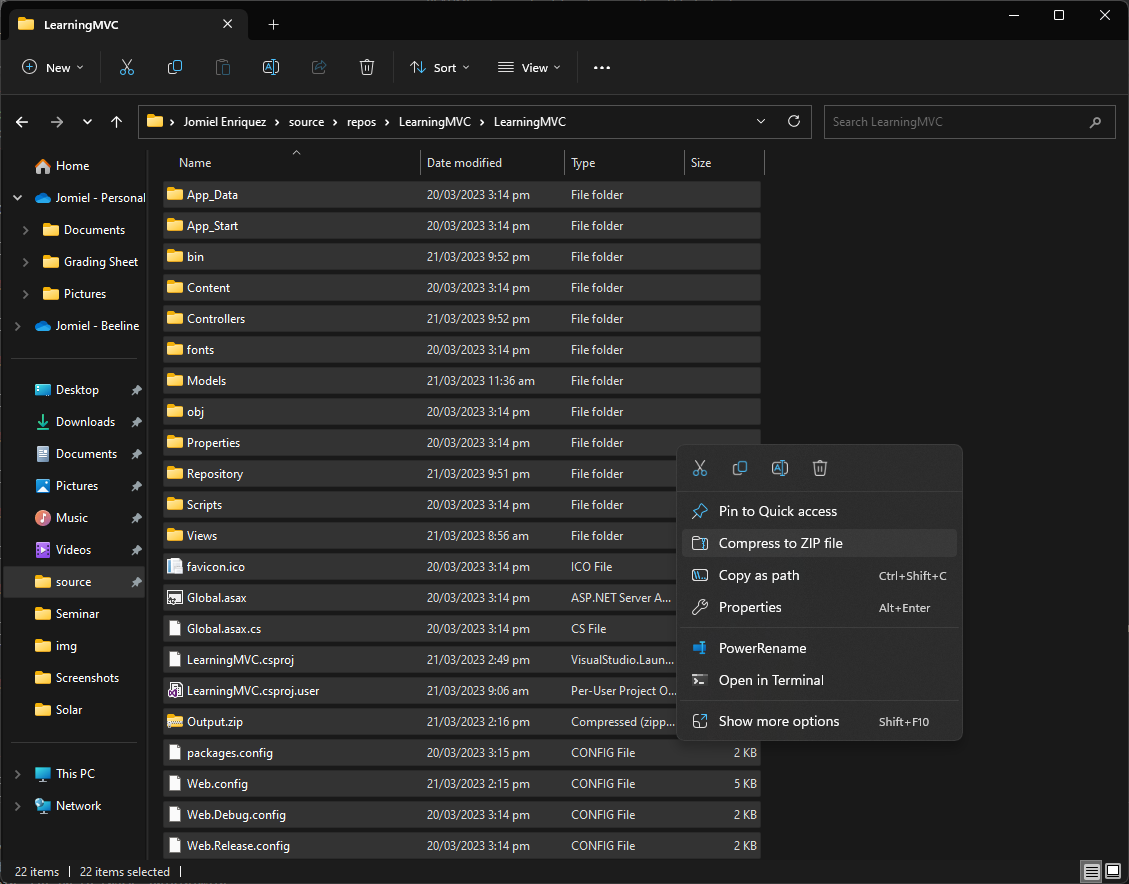 LearningMVC
New
Sort
View
Jomiel Enriquez > source > repos > LearningMVC > LearningMVC
Search LearningMVC
Home
Jomiel - Personal
Documents
Grading Sheet
Pictures
Jomiel - Beeline
Desktop
Downloads
Documents
Pictures
Music
Videos
source
Seminar
img
Screenshots
Solar
This PC
Network
Name Date modified Type Size
App_Data 20/03/2023 3:14 pm File folder
App_Start 20/03/2023 3:14 pm File folder
bin 21/03/2023 9:52 pm File folder
Content 20/03/2023 3:14 pm File folder
Controllers 21/03/2023 9:52 pm File folder
fonts 20/03/2023 3:14 pm File folder
Models 21/03/2023 11:36 am File folder
obj 20/03/2023 3:14 pm File folder
Properties 20/03/2023 3:14 pm File folder
Repository 21/03/2023 9:51 pm File folder
Scripts 20/03/2023 3:14 pm File folder
Views 21/03/2023 8:56 am File folder
favicon.ico 20/03/2023 3:14 pm ICO File
Global.asax 20/03/2023 3:14 pm ASP.NET Server A...
Global.asax.cs 20/03/2023 3:14 pm CS File
LearningMVC.csproj 21/03/2023 2:49 pm VisualStudio.Laun...
LearningMVC.csproj.user 21/03/2023 9:06 am Per-User Project O...
Output.zip 21/03/2023 2:16 pm Compressed (zipp...
packages.config 20/03/2023 3:15 pm CONFIG File 2 KB
Web.config 21/03/2023 2:15 pm CONFIG File 5 KB
Web.Debug.config 20/03/2023 3:14 pm CONFIG File 2 KB
Web.Release.config 20/03/2023 3:14 pm CONFIG File 2 KB
Pin to Quick access
Compress to ZIP file
Copy as path Ctrl+Shift+C
Properties Alt+Enter
PowerRename
Open in Terminal
Show more options Shift+F10
22 items | 22 items selected |